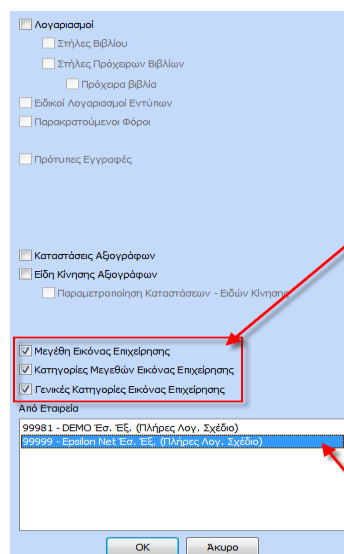 Λογαριασμοί
Στήλες Βιβλίου
Στήλες Πρόχειρων Βιβλίων
Πρόχειρα βιβλία
Ειδικοί Λογαριασμοί Εντύπων
Παρακρατούμενοι Φόροι
Πρότυπες Εγγραφές
Καταστάσεις Αξιογράφων
Είδη Κίνησης Αξιογράφων
Παραμετροποίηση Καταστάσεων - Ειδών Κίνησης
Μεγέθη Εικόνας Επιχείρησης
Κατηγορίες Μεγεθών Εικόνας Επιχείρησης
Γενικές Κατηγορίες Εικόνας Επιχείρησης
Από Εταιρεία
99981 - DEMO Έσ. Έξ. (Πλήρες Λογ. Σχέδιο)
99999 - Epsilon Net Έσ. Έξ. (Πλήρες Λογ. Σχέδιο)
OK Άκυρο